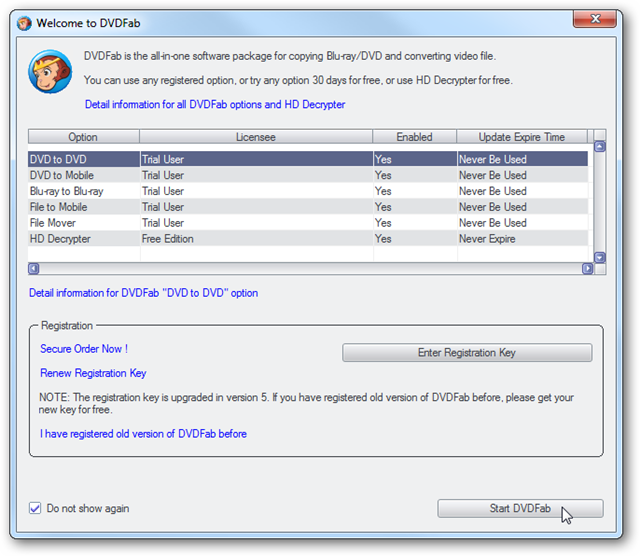 Welcome to DVDFab
DVDFab is the all-in-one software package for copying Blu-ray/DVD and converting video file.
You can use any registered option, or try any option 30 days for free, or use HD Decrypter for free.
Detail information for all DVDFab options and HD Decrypter
Option Licensee Enabled Update Expire Time
DVD to DVD Trial User Yes Never Be Used
DVD to Mobile Trial User Yes Never Be Used
Blu-ray to Blu-ray Trial User Yes Never Be Used
File to Mobile Trial User Yes Never Be Used
File Mover Trial User Yes Never Be Used
HD Decrypter Free Edition Yes Never Expire
Detail information for DVDFab "DVD to DVD" option
Registration
Secure Order Now !
Enter Registration Key
Renew Registration Key
NOTE: The registration key is upgraded in version 5. If you have registered old version of DVDFab before, please get your
new key for free.
I have registered old version of DVDFab before
Do not show again
Start DVDFab